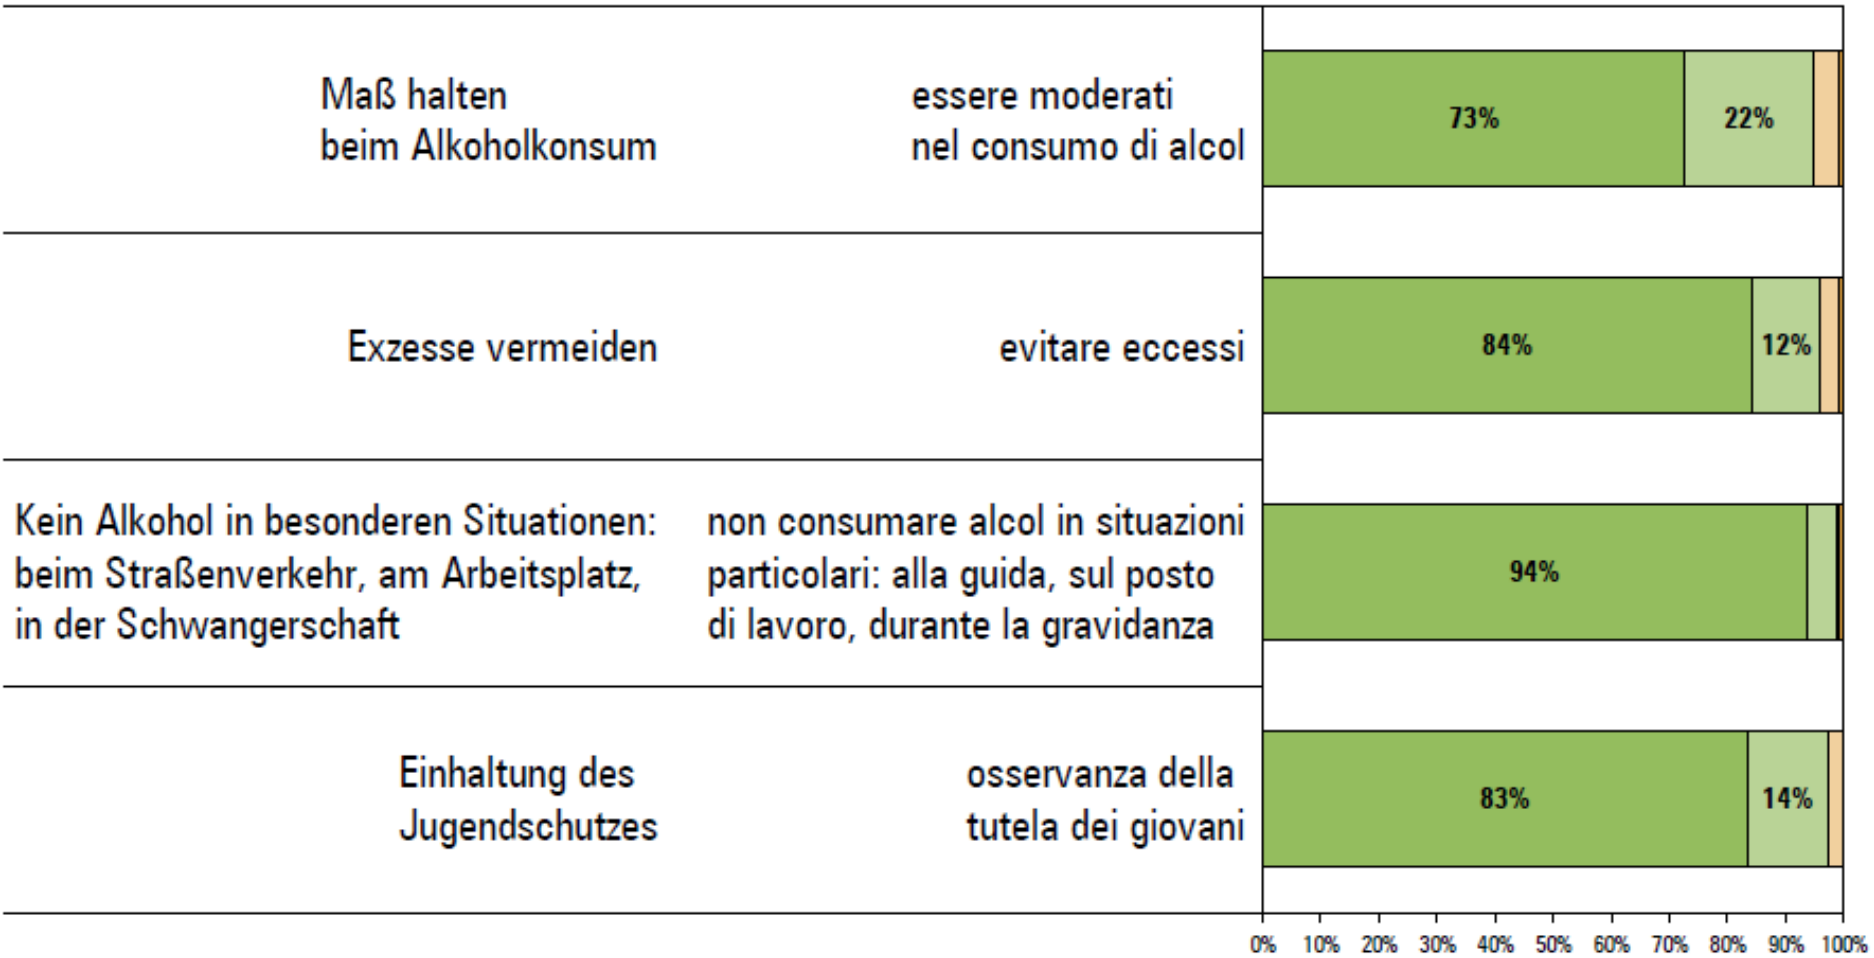 Maß halten
beim Alkoholkonsum
essere moderati
nel consumo di alcol
73%
22%
Exzesse vermeiden
evitare eccessi
84%
12%
Kein Alkohol in besonderen Situationen:
beim Straßenverkehr, am Arbeitsplatz,
in der Schwangerschaft
non consumare alcol in situazioni
particolari: alla guida, sul posto
di lavoro, durante la gravidanza
94%
Einhaltung des
Jugendschutzes
osservanza della
tutela dei giovani
83%
14%
0% 10% 20% 30% 40% 50% 60% 70% 80% 90% 100%